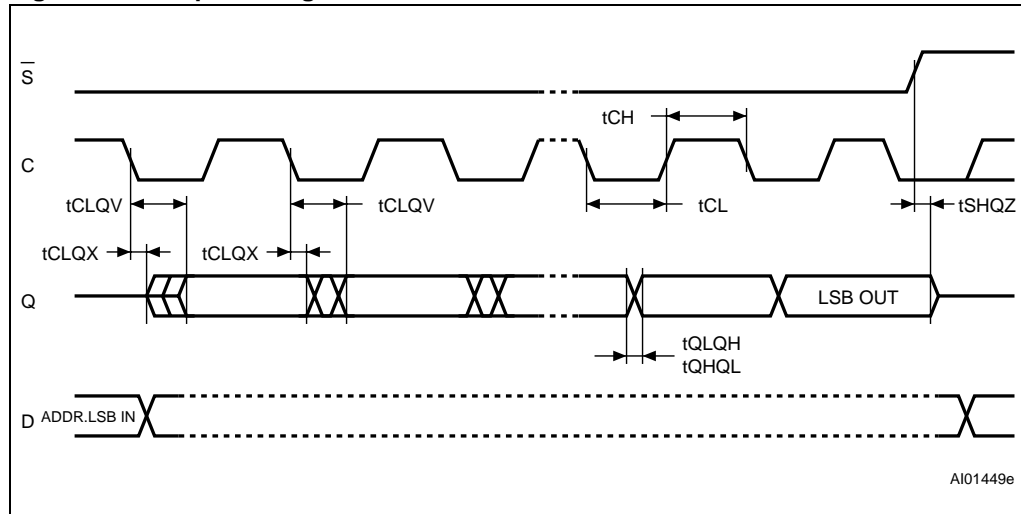 S
tCH
C
tCLQV
tCLQV
tCL
tSHQZ
tCLQX
tCLQX
Q
LSB OUT
tQLQH
tQHQL
D
ADDR.LSB IN
AI01449e